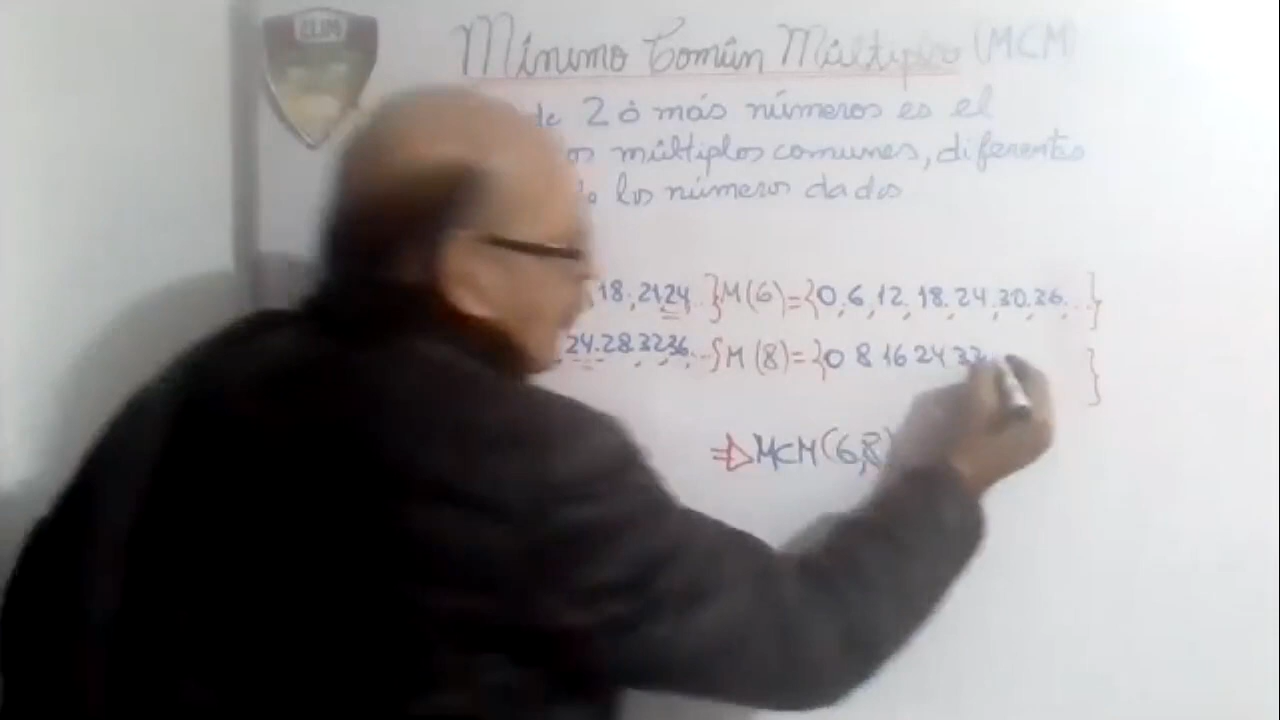 ELIM
Mínimo Común Múltiplo (MCM)
de 2 ó más números es el
múltiplos comunes, diferentes
los números dados
18, 21 24 ..} M(6)={0,6,12,18,24,30,36,...}
24.28.32 36,...} M(8)={0 8 16 24 32 }
⇒ MCM(6,8)